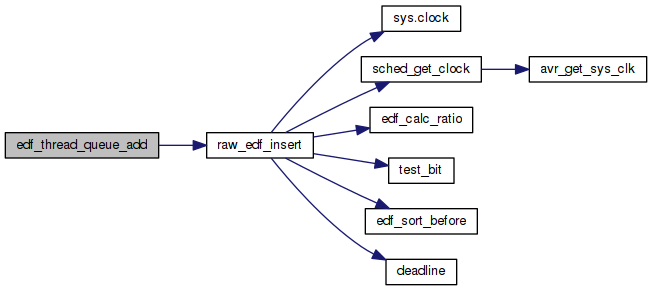 sys.clock
sched_get_clock
avr_get_sys_clk
edf_calc_ratio
edf_thread_queue_add
raw_edf_insert
test_bit
edf_sort_before
deadline